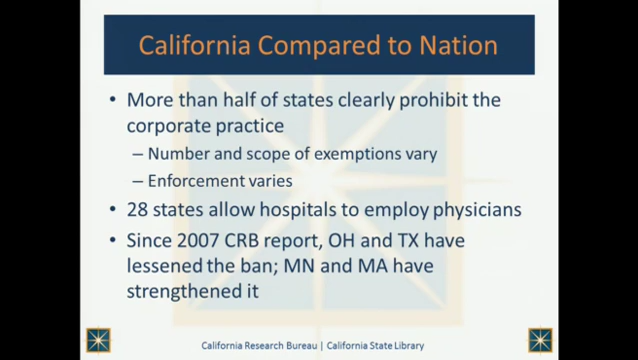 California Compared to Nation
• More than half of states clearly prohibit the
corporate practice
– Number and scope of exemptions vary
– Enforcement varies
• 28 states allow hospitals to employ physicians
• Since 2007 CRB report, OH and TX have
lessened the ban; MN and MA have
strengthened it
California Research Bureau | California State Library